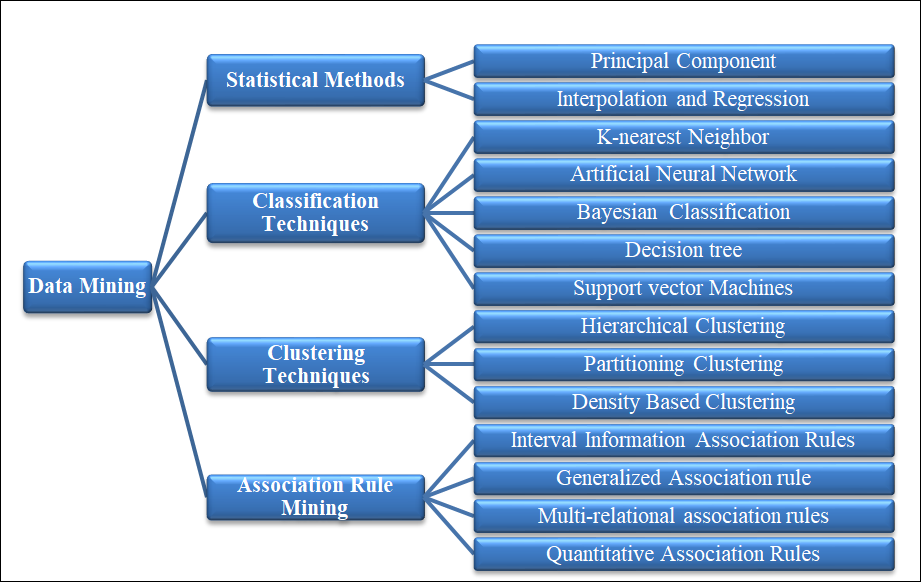 Data Mining
Statistical Methods
Principal Component
Interpolation and Regression
Classification
Techniques
K-nearest Neighbor
Artificial Neural Network
Bayesian Classification
Decision tree
Support vector Machines
Clustering
Techniques
Hierarchical Clustering
Partitioning Clustering
Density Based Clustering
Association Rule
Mining
Interval Information Association Rules
Generalized Association rule
Multi-relational association rules
Quantitative Association Rules